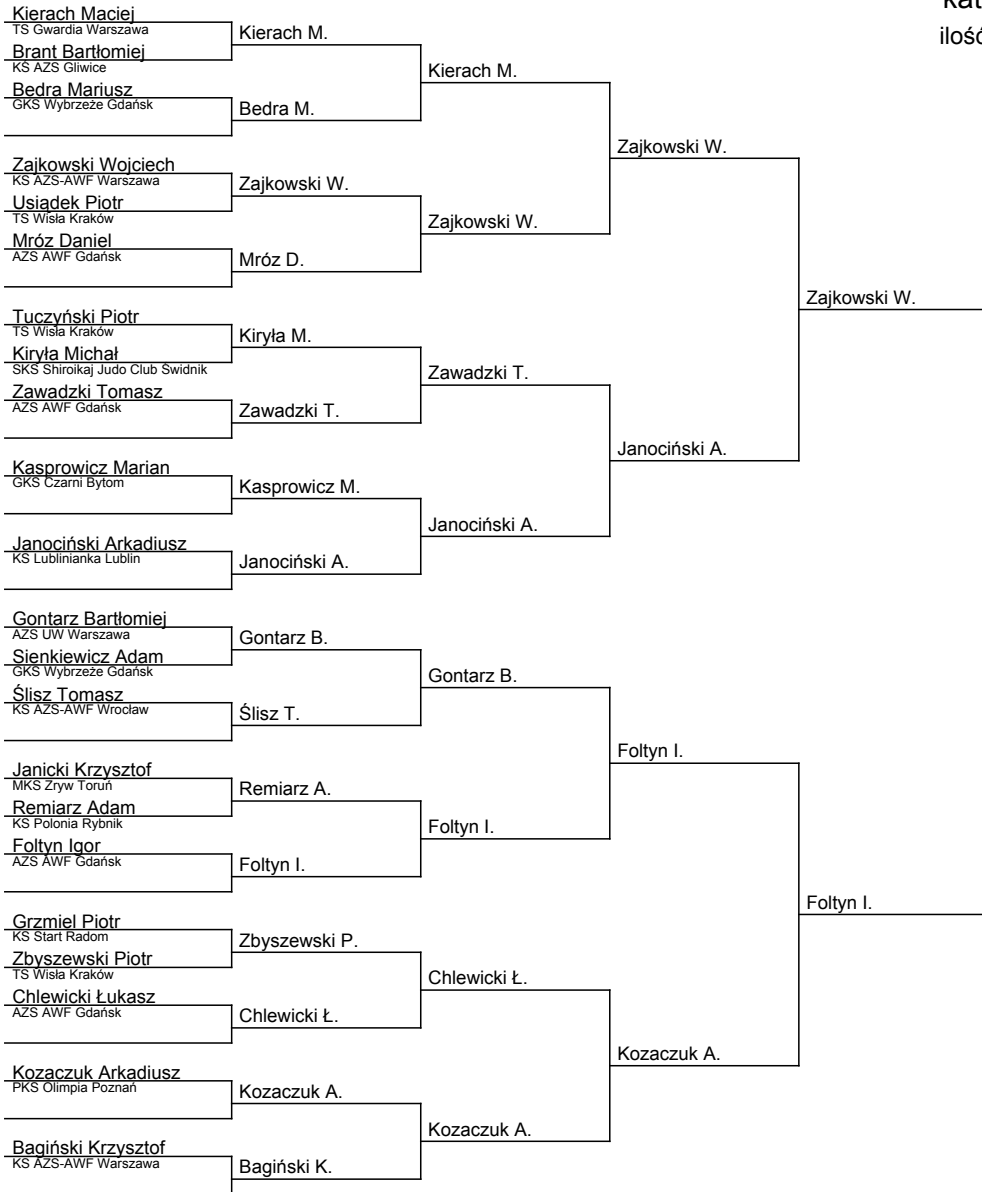 Kierach Maciej
TS Gwardia Warszawa
Brant Bartłomiej
KS AZS Gliwice
Bedra Mariusz
GKS Wybrzeże Gdańsk
Zajkowski Wojciech
KS AZS-AWF Warszawa
Usiądek Piotr
TS Wisła Kraków
Mróz Daniel
AZS AWF Gdańsk
Tuczyński Piotr
TS Wisła Kraków
Kiryła Michał
SKS Shiroikaj Judo Club Świdnik
Zawadzki Tomasz
AZS AWF Gdańsk
Kasprowicz Marian
GKS Czarni Bytom
Janociński Arkadiusz
KS Lublinianka Lublin
Gontarz Bartłomiej
AZS UW Warszawa
Sienkiewicz Adam
GKS Wybrzeże Gdańsk
Ślisz Tomasz
KS AZS-AWF Wrocław
Janicki Krzysztof
MKS Zryw Toruń
Remiarz Adam
KS Polonia Rybnik
Foltyn Igor
AZS AWF Gdańsk
Grzmiel Piotr
KS Start Radom
Zbyszewski Piotr
TS Wisła Kraków
Chlewicki Łukasz
AZS AWF Gdańsk
Kozaczuk Arkadiusz
PKS Olimpia Poznań
Bagiński Krzysztof
KS AZS-AWF Warszawa
Kierach M.
Bedra M.
Zajkowski W.
Mróz D.
Kiryła M.
Zawadzki T.
Kasprowicz M.
Janociński A.
Gontarz B.
Ślisz T.
Remiarz A.
Foltyn I.
Zbyszewski P.
Chlewicki Ł.
Kozaczuk A.
Bagiński K.
Kierach M.
Zajkowski W.
Zawadzki T.
Janociński A.
Gontarz B.
Foltyn I.
Chlewicki Ł.
Kozaczuk A.
Zajkowski W.
Janociński A.
Foltyn I.
Kozaczuk A.
Zajkowski W.
Foltyn I.
kat
ilość